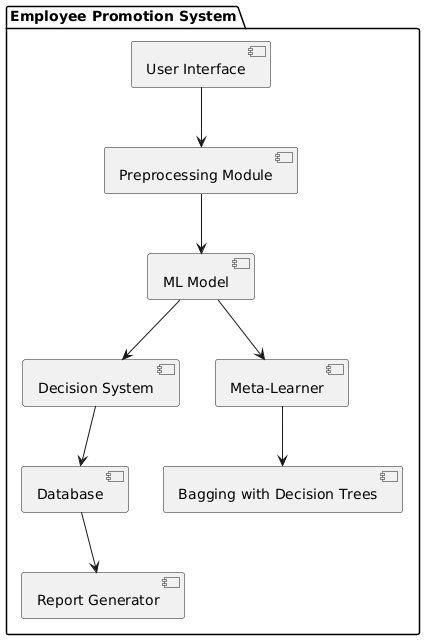 Employee Promotion System
User Interface
Preprocessing Module
ML Model
Decision System
Meta-Learner
Database
Bagging with Decision Trees
Report Generator